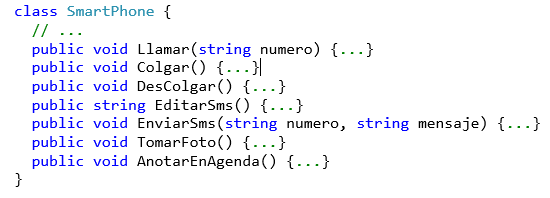 class SmartPhone {
// ...
public void Llamar(string numero) {...}
public void Colgar() {...}
public void DesColgar() {...}
public string EditarSms() {...}
public void EnviarSms(string numero, string mensaje) {...}
public void TomarFoto() {...}
public void AnotarEnAgenda() {...}
}